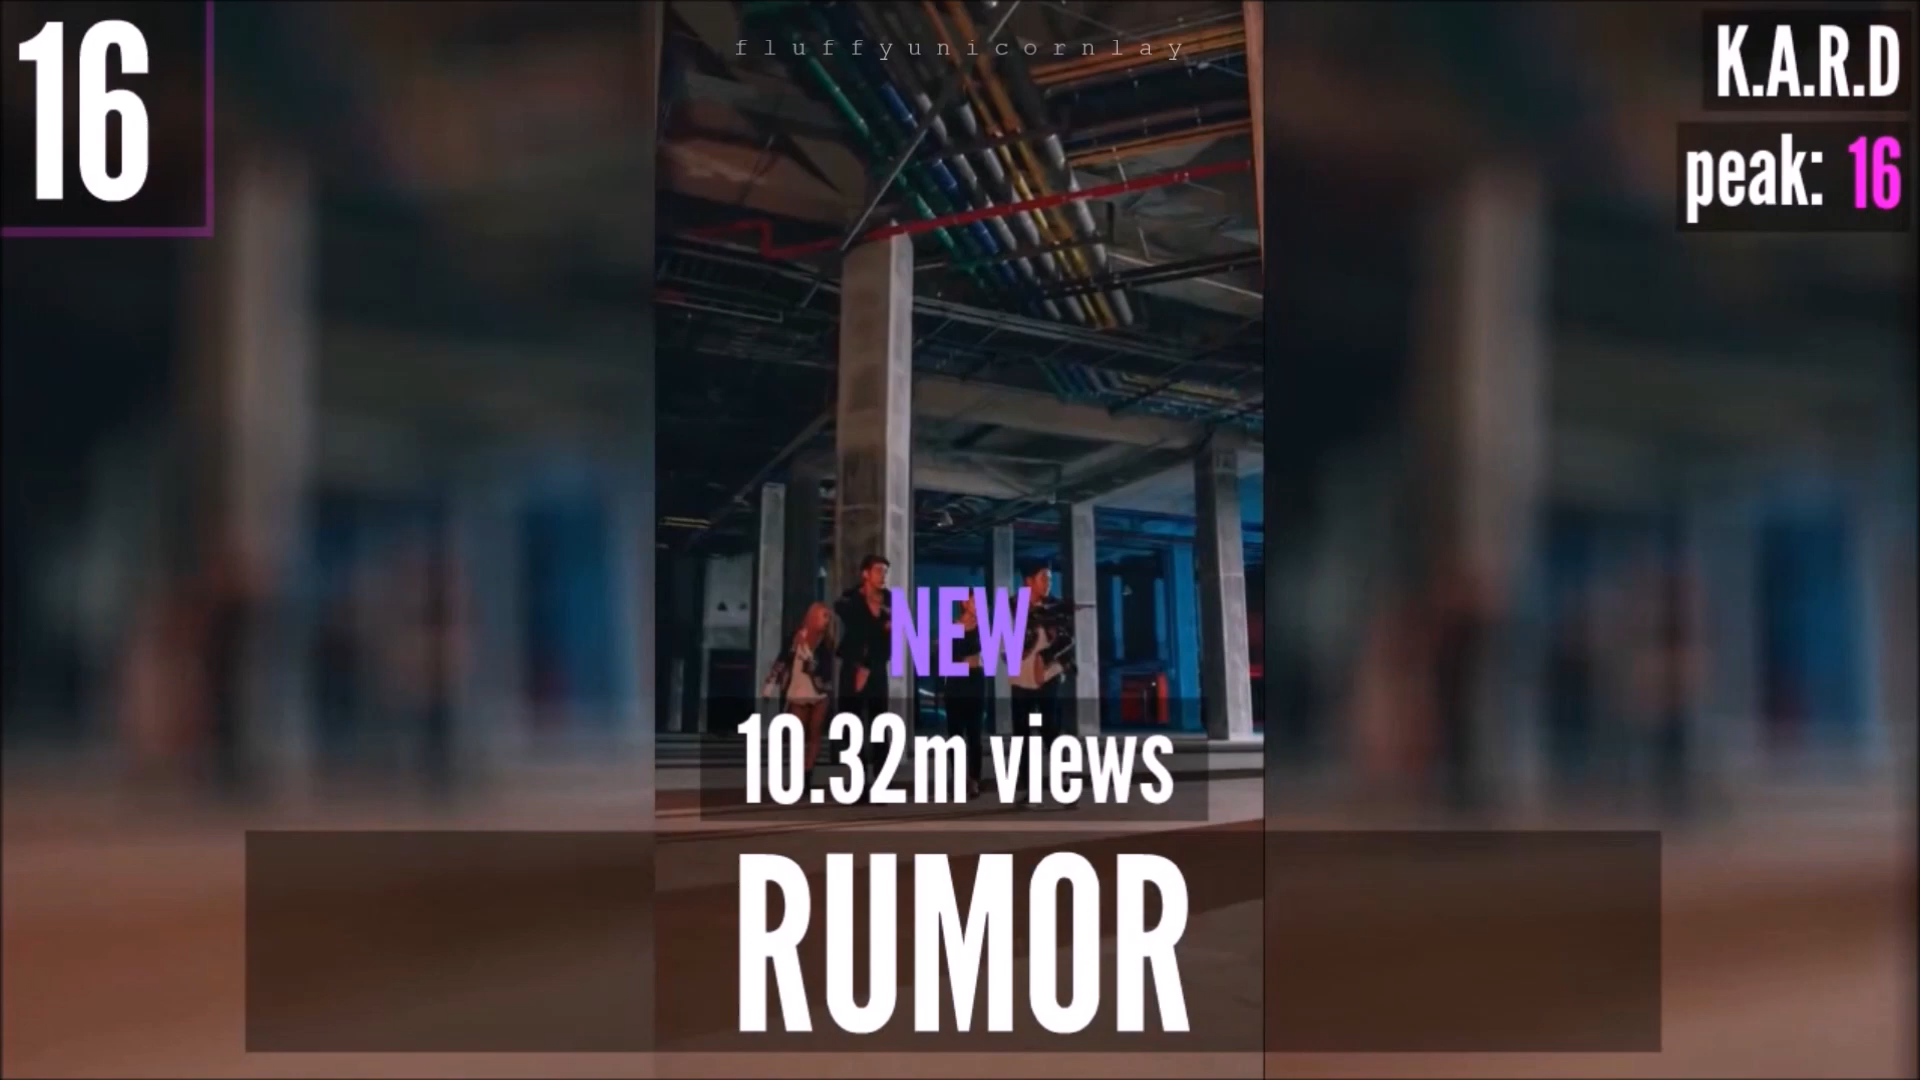 fluffyunicornlay
16
K.A.R.D
peak: 16
NEW
10.32m views
RUMOR